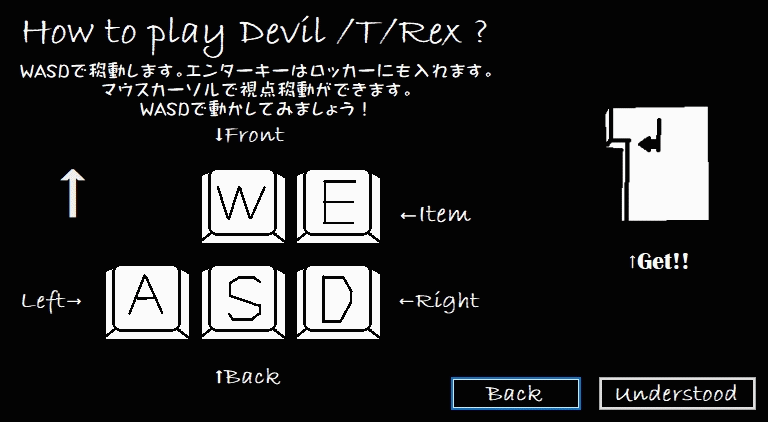 How to play Devil /T/Rex ?
WASDで移動します。エンターキーはロッカーにも入れます。
マウスカーソルで視点移動ができます。
WASDで動かしてみましょう！
↓Front
↑
W E
←Item
↑Get!!
Left→
A S D
←Right
↑Back
Back
Understood